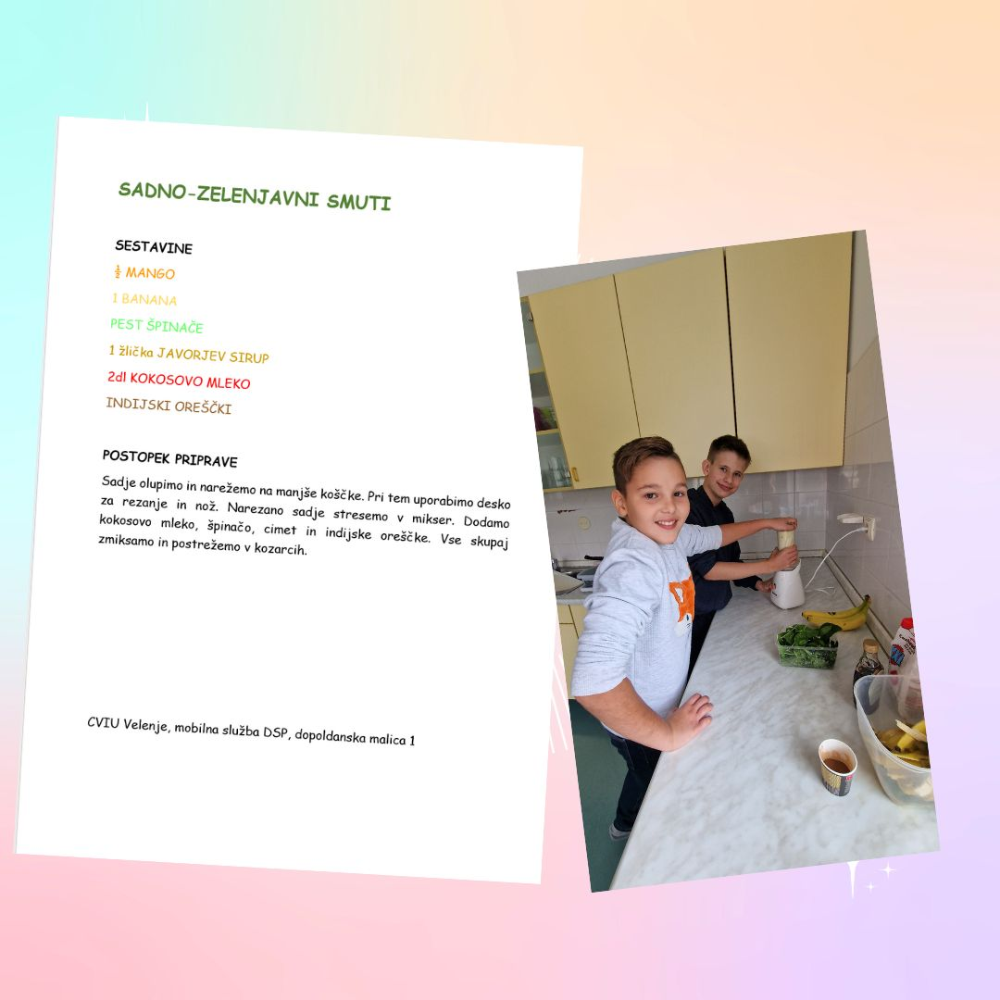 SADNO-ZELENJAVNI SMUTI
SESTAVINE
½ MANGO
1 BANANA
PEST ŠPINAČE
1 žlička JAVORJEV SIRUP
2dl KOKOSOVO MLEKO
INDIJSKI OREŠČKI
POSTOPEK PRIPRAVE
Sadje olupimo in narežemo na manjše koščke. Pri tem uporabimo desko
za rezanje in nož. Narezano sadje stresemo v mikser. Dodamo
kokosovo mleko, špinačo, cimet in indijske oreščke. Vse skupaj
zmiksamo in postrežemo v kozarcih.
CVIU Velenje, mobilna služba DSP, dopoldanska malica 1